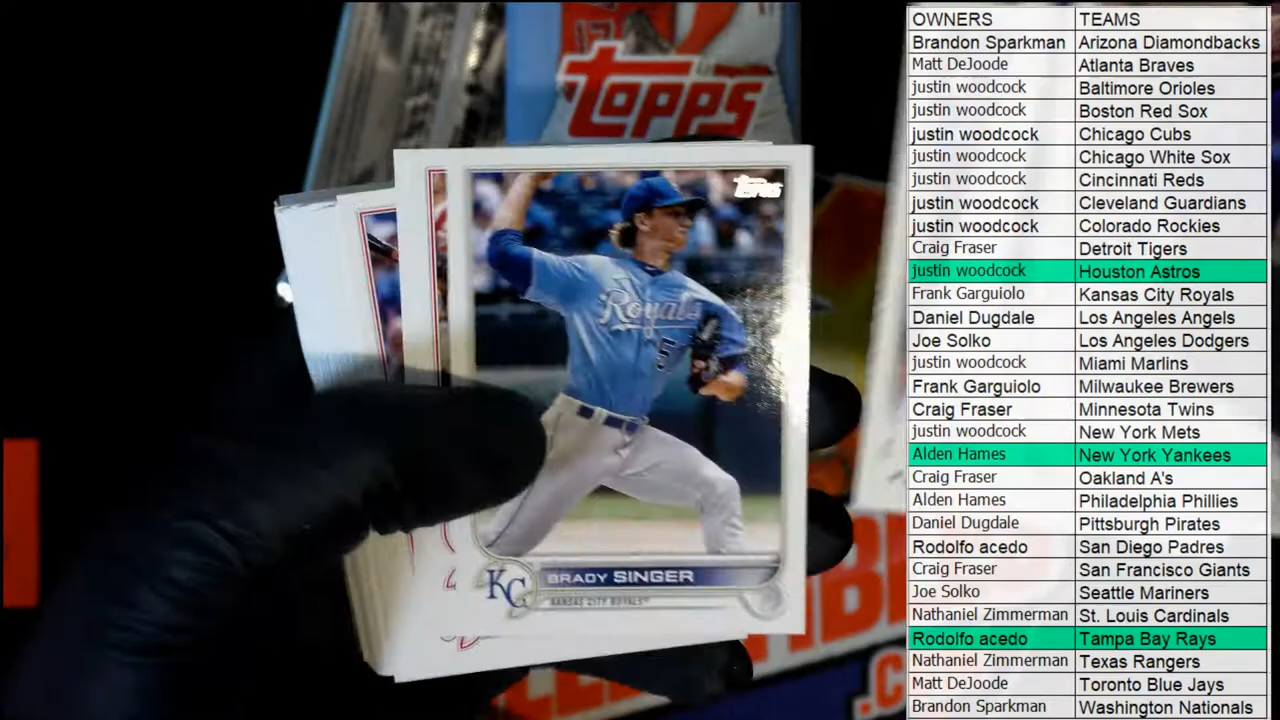 17
Topps
Topps
Royals
5
KC
BRADY SINGER
KANSAS CITY ROYALS
OWNERS TEAMS
Brandon Sparkman Arizona Diamondbacks
Matt DeJoode Atlanta Braves
justin woodcock Baltimore Orioles
justin woodcock Boston Red Sox
justin woodcock Chicago Cubs
justin woodcock Chicago White Sox
justin woodcock Cincinnati Reds
justin woodcock Cleveland Guardians
justin woodcock Colorado Rockies
Craig Fraser Detroit Tigers
justin woodcock Houston Astros
Frank Garguiolo Kansas City Royals
Daniel Dugdale Los Angeles Angels
Joe Solko Los Angeles Dodgers
justin woodcock Miami Marlins
Frank Garguiolo Milwaukee Brewers
Craig Fraser Minnesota Twins
justin woodcock New York Mets
Alden Hames New York Yankees
Craig Fraser Oakland A's
Alden Hames Philadelphia Phillies
Daniel Dugdale Pittsburgh Pirates
Rodolfo acedo San Diego Padres
Craig Fraser San Francisco Giants
Joe Solko Seattle Mariners
Nathaniel Zimmerman St. Louis Cardinals
Rodolfo acedo Tampa Bay Rays
Nathaniel Zimmerman Texas Rangers
Matt DeJoode Toronto Blue Jays
Brandon Sparkman Washington Nationals